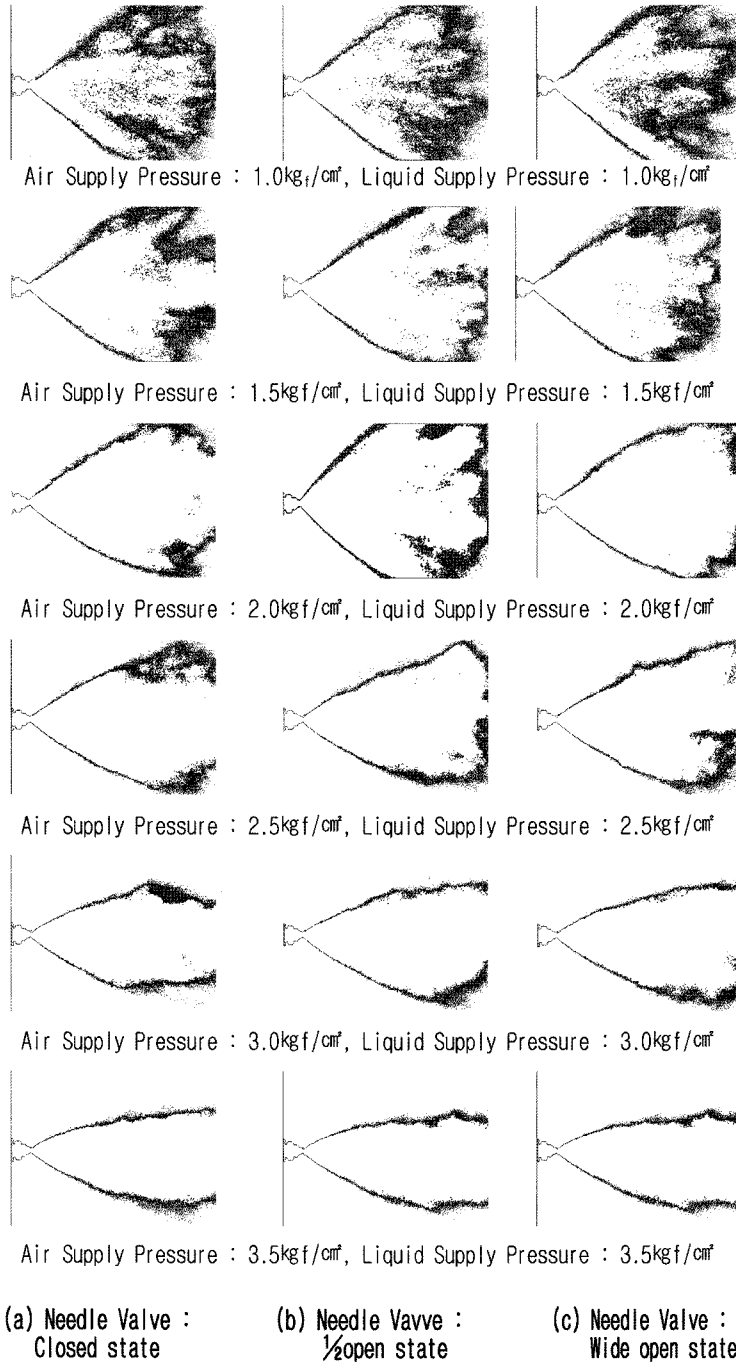 Air Supply Pressure : 1.0kgf/㎠, Liquid Supply Pressure : 1.0kgf/㎠
Air Supply Pressure : 1.5kgf/㎠, Liquid Supply Pressure : 1.5kgf/㎠
Air Supply Pressure : 2.0kgf/㎠, Liquid Supply Pressure : 2.0kgf/㎠
Air Supply Pressure : 2.5kgf/㎠, Liquid Supply Pressure : 2.5kgf/㎠
Air Supply Pressure : 3.0kgf/㎠, Liquid Supply Pressure : 3.0kgf/㎠
Air Supply Pressure : 3.5kgf/㎠, Liquid Supply Pressure : 3.5kgf/㎠
(a) Needle Valve :
Closed state
(b) Needle Vavve :
½open state
(c) Needle Valve :
Wide open state